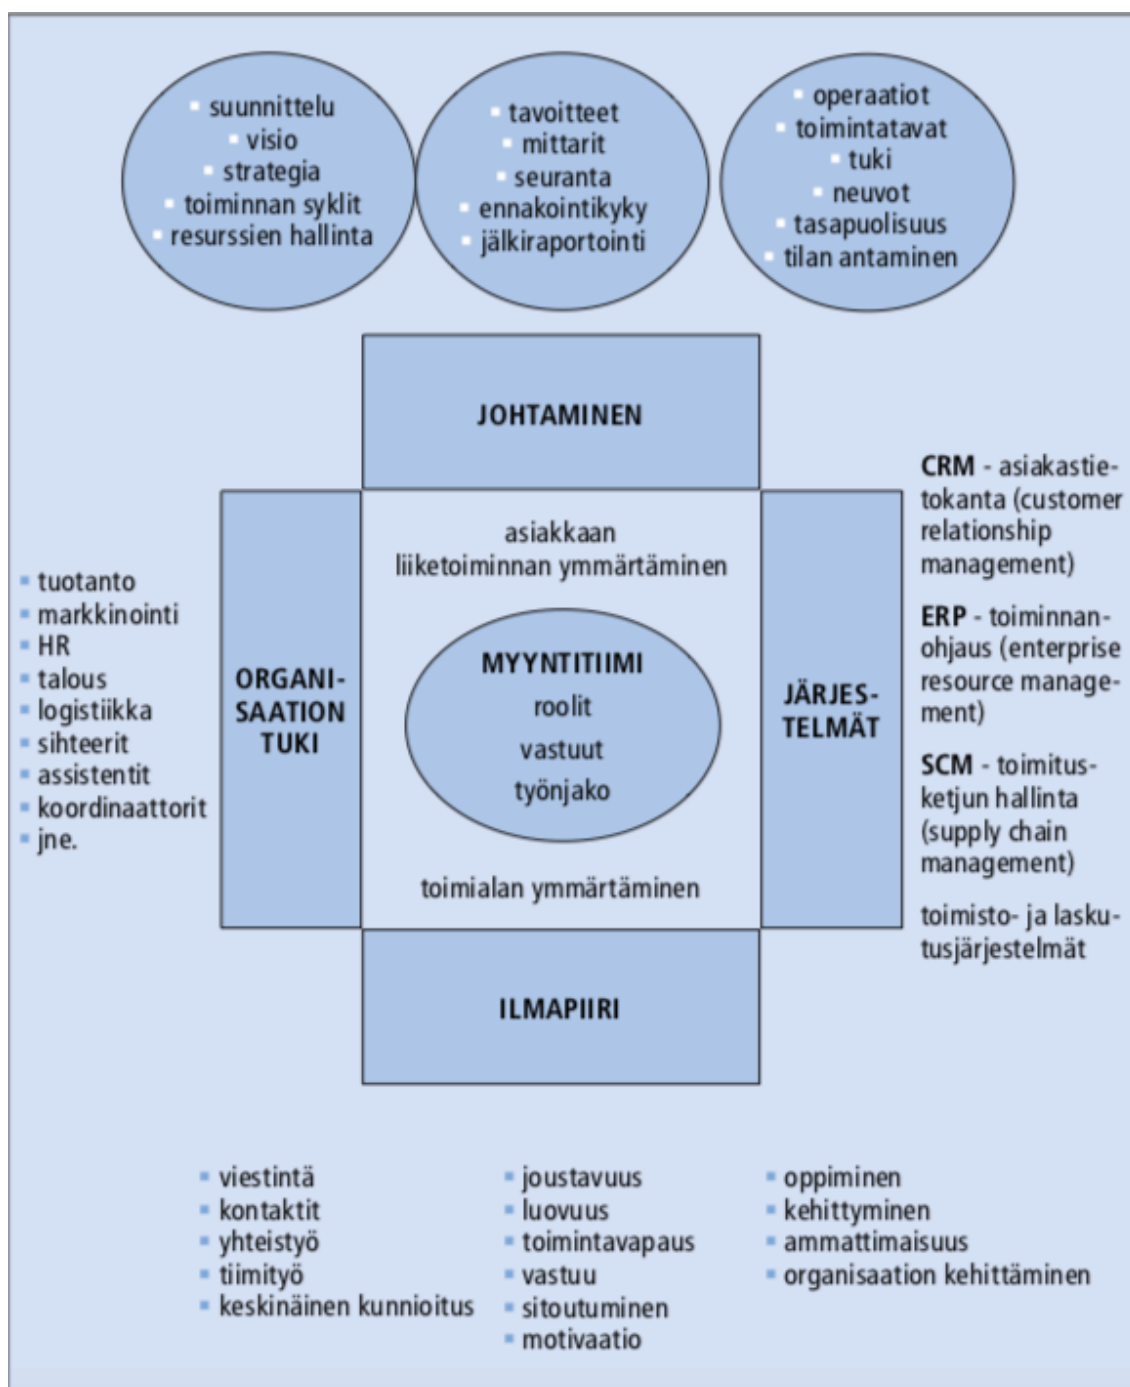 suunnittelu
visio
strategia
toiminnan syklit
resurssien hallinta
tavoitteet
mittarit
seuranta
ennakointikyky
jälkiraportointi
operaatiot
toimintatavat
tuki
neuvot
tasapuolisuus
tilan antaminen
JOHTAMINEN
tuotanto
markkinointi
HR
talous
logistiikka
sihteerit
assistentit
koordinaattorit
jne.
ORGANI-
SAATION
TUKI
asiakkaan
liiketoiminnan ymmärtäminen
MYYNTITIIMI
roolit
vastuut
työnjako
toimialan ymmärtäminen
JÄRJES-
TELMÄT
CRM - asiakastie-
tokanta (customer
relationship
management)
ERP - toiminnan-
ohjaus (enterprise
resource manage-
ment)
SCM - toimitus-
ketjun hallinta
(supply chain
management)
toimisto- ja lasku-
tusjärjestelmät
ILMAPIIRI
viestintä
kontaktit
yhteistyö
tiimityö
keskinäinen kunnioitus
joustavuus
luovuus
toimintavapaus
vastuu
sitoutuminen
motivaatio
oppiminen
kehittyminen
ammattimaisuus
organisaation kehittäminen